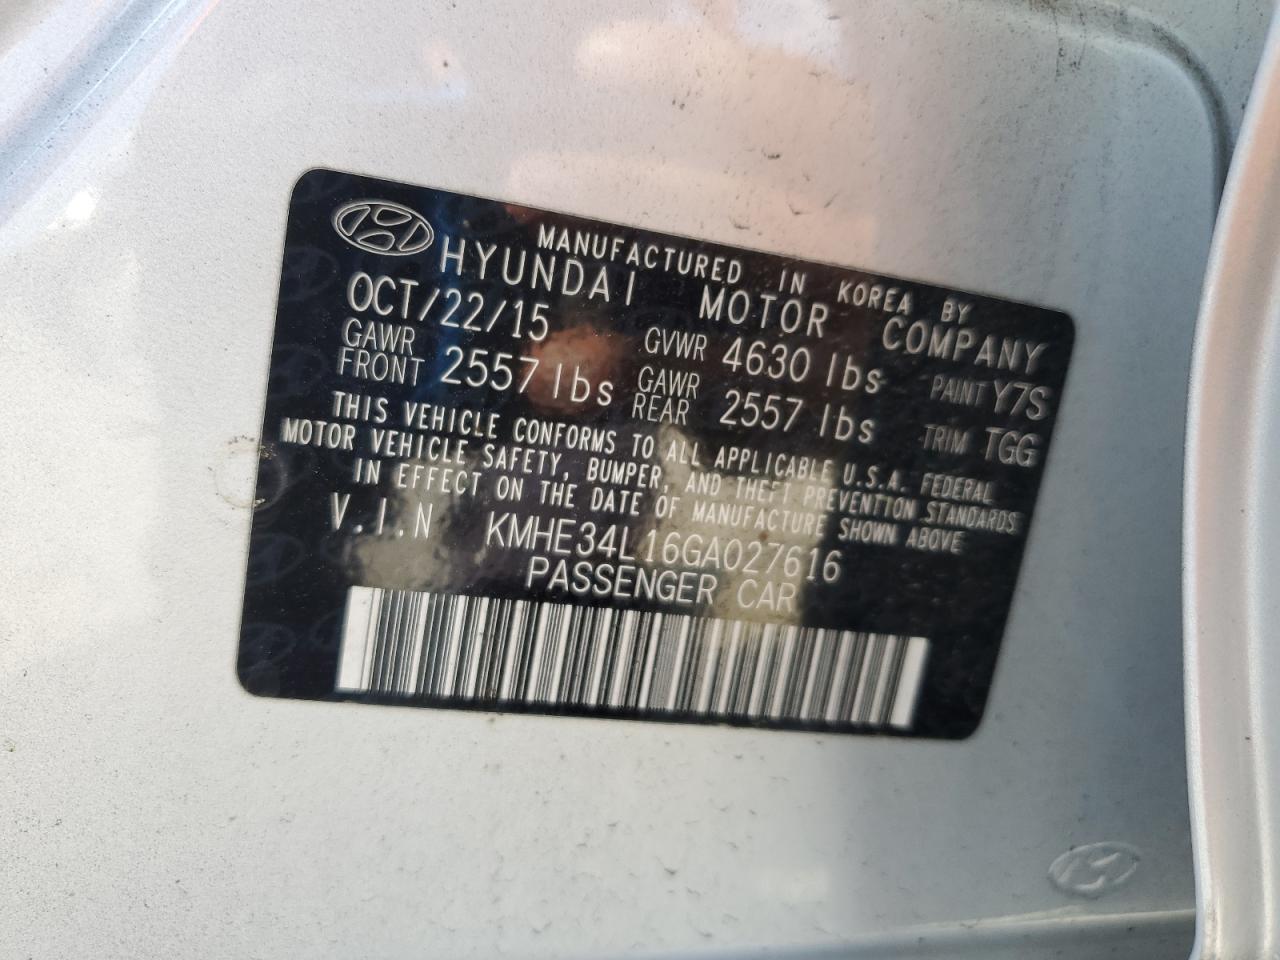 MANUFACTURED IN KOREA BY
HYUNDAI MOTOR COMPANY
OCT/22/15 GVWR 4630 lbs PAINT Y7S
GAWR FRONT 2557 lbs GAWR REAR 2557 lbs TRIM TGG
THIS VEHICLE CONFORMS TO ALL APPLICABLE U.S.A. FEDERAL
MOTOR VEHICLE SAFETY, BUMPER, AND THEFT PREVENTION STANDARDS
IN EFFECT ON THE DATE OF MANUFACTURE SHOWN ABOVE
V.I.N KMHE34L16GA027616
PASSENGER CAR